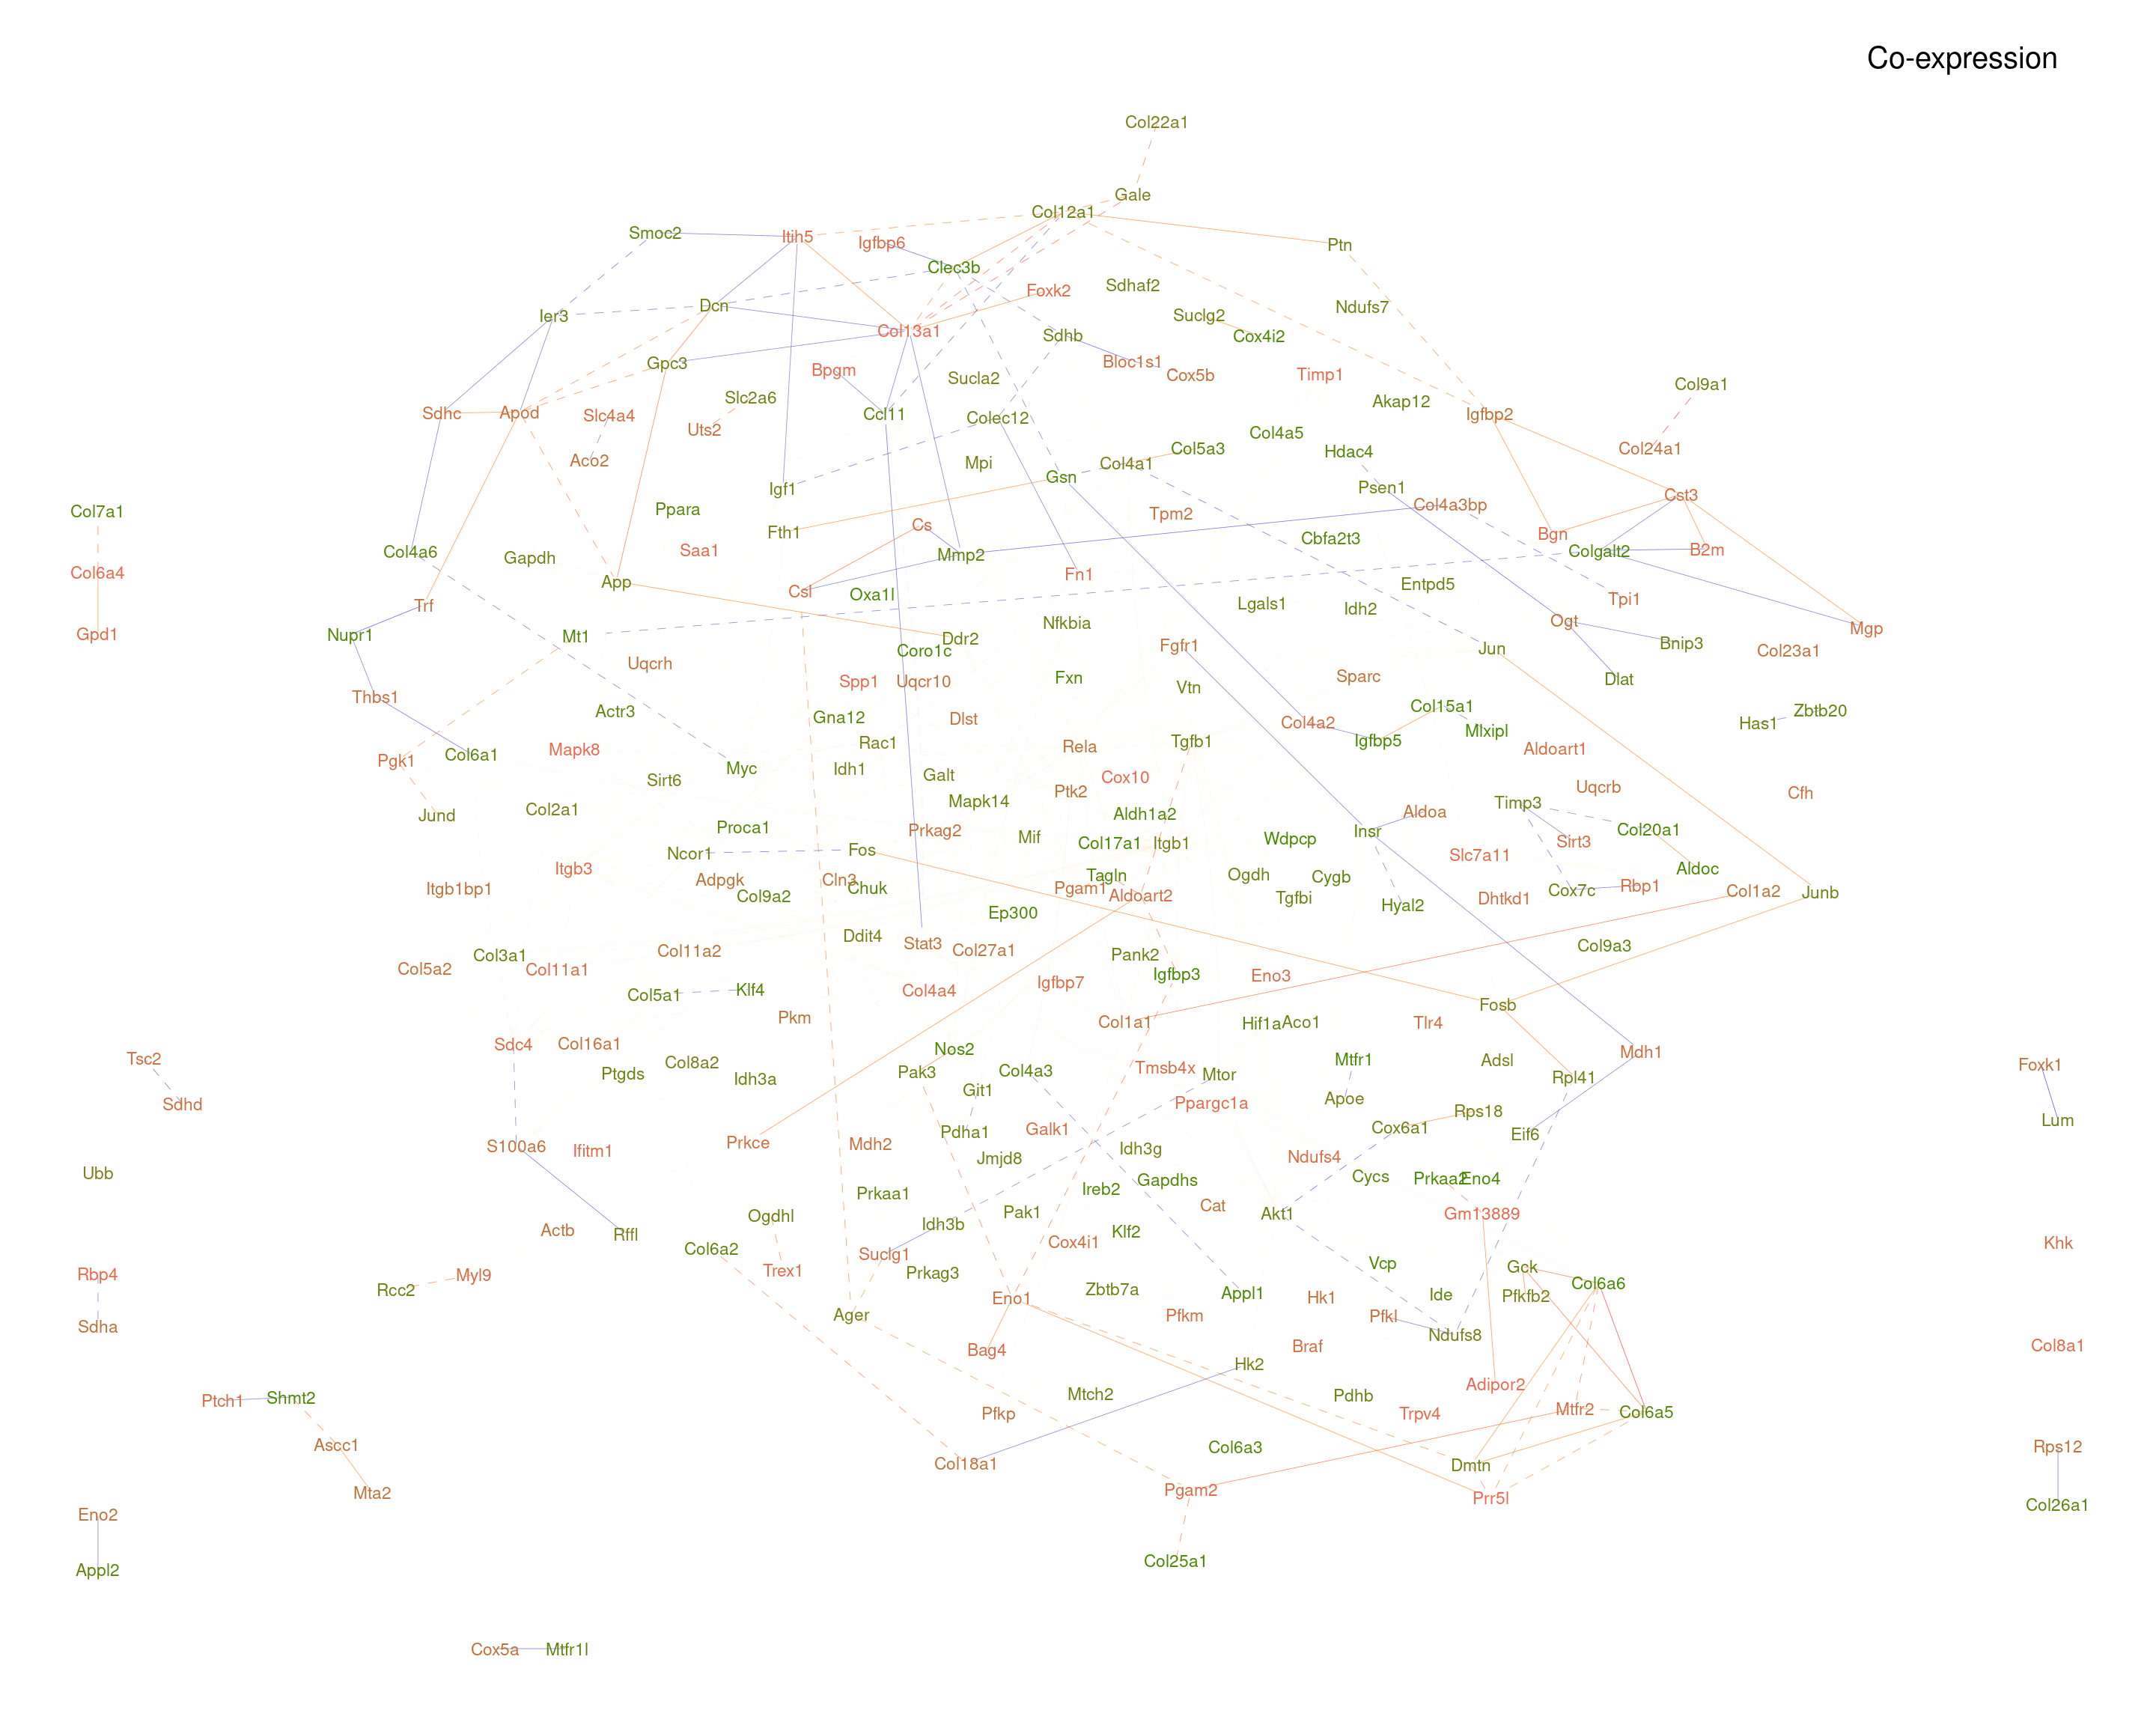 Co-expression
Col22a1
Gale
Col12a1
Smoc2
Itih5
Igfbp6
Ptn
Clec3b
Sdhaf2
Foxk2
Dcn
Ndufs7
Ier3
Suclg2
Col13a1
Sdhb
Cox4i2
Gpc3
Bloc1s1
Bpgm
Cox5b
Timp1
Sucla2
Col9a1
Slc2a6
Akap12
Sdhc
Apod
Slc4a4
Ccl11
Colec12
Igfbp2
Uts2
Col4a5
Col5a3
Col24a1
Hdac4
Aco2
Mpi
Col4a1
Gsn
Igf1
Psen1
Cst3
Col7a1
Ppara
Tpm2
Col4a3bp
Cs
Fth1
Bgn
Cbfa2t3
Col4a6
Gapdh
Saa1
Mmp2
Colgalt2
B2m
Col6a4
App
Fn1
Entpd5
Csl
Oxa1l
Tpi1
Trf
Lgals1
Idh2
Ogt
Gpd1
Nupr1
Mt1
Nfkbia
Mgp
Ddr2
Coro1c
Fgfr1
Jun
Bnip3
Col23a1
Uqcrh
Spp1
Uqcr10
Fxn
Sparc
Dlat
Vtn
Thbs1
Col15a1
Zbtb20
Actr3
Gna12
Dlst
Col4a2
Has1
Mlxipl
Col6a1
Mapk8
Rac1
Rela
Tgfb1
Igfbp5
Aldoart1
Pgk1
Myc
Idh1
Sirt6
Galt
Cox10
Uqcrb
Ptk2
Cfh
Col2a1
Mapk14
Timp3
Jund
Aldh1a2
Aldoa
Proca1
Prkag2
Mif
Insr
Col20a1
Wdpcp
Col17a1
Itgb1
Sirt3
Ncor1
Fos
Slc7a11
Itgb3
Aldoc
Adpgk
Cln3
Tagln
Ogdh
Cygb
Itgb1bp1
Chuk
Pgam1
Aldoart2
Cox7c
Rbp1
Col1a2
Junb
Col9a2
Tgfbi
Dhtkd1
Hyal2
Ep300
Ddit4
Stat3
Col9a3
Col3a1
Col11a2
Col27a1
Pank2
Col5a2
Col11a1
Igfbp3
Eno3
Igfbp7
Col5a1
Klf4
Col4a4
Fosb
Pkm
Col1a1
Hif1a
Aco1
Tlr4
Sdc4
Col16a1
Nos2
Mdh1
Tsc2
Col8a2
Mtfr1
Adsl
Foxk1
Ptgds
Idh3a
Pak3
Col4a3
Tmsb4x
Mtor
Rpl41
Git1
Apoe
Sdhd
Ppargc1a
Rps18
Lum
Pdha1
Galk1
Cox6a1
Eif6
S100a6
Ifitm1
Prkce
Mdh2
Idh3g
Jmjd8
Ndufs4
Ubb
Gapdhs
Cycs
Prkaa2
Eno4
Prkaa1
Ireb2
Cat
Ogdhl
Pak1
Akt1
Gm13889
Idh3b
Actb
Rffl
Klf2
Col6a2
Suclg1
Cox4i1
Khk
Vcp
Gck
Rbp4
Myl9
Trex1
Prkag3
Col6a6
Rcc2
Zbtb7a
Appl1
Ide
Pfkfb2
Eno1
Hk1
Sdha
Ager
Pfkm
Pfkl
Ndufs8
Bag4
Braf
Col8a1
Hk2
Adipor2
Ptch1
Shmt2
Mtch2
Pdhb
Pfkp
Trpv4
Mtfr2
Col6a5
Ascc1
Col6a3
Rps12
Col18a1
Dmtn
Mta2
Pgam2
Prr5l
Col26a1
Eno2
Col25a1
Appl2
Cox5a
Mtfr1l